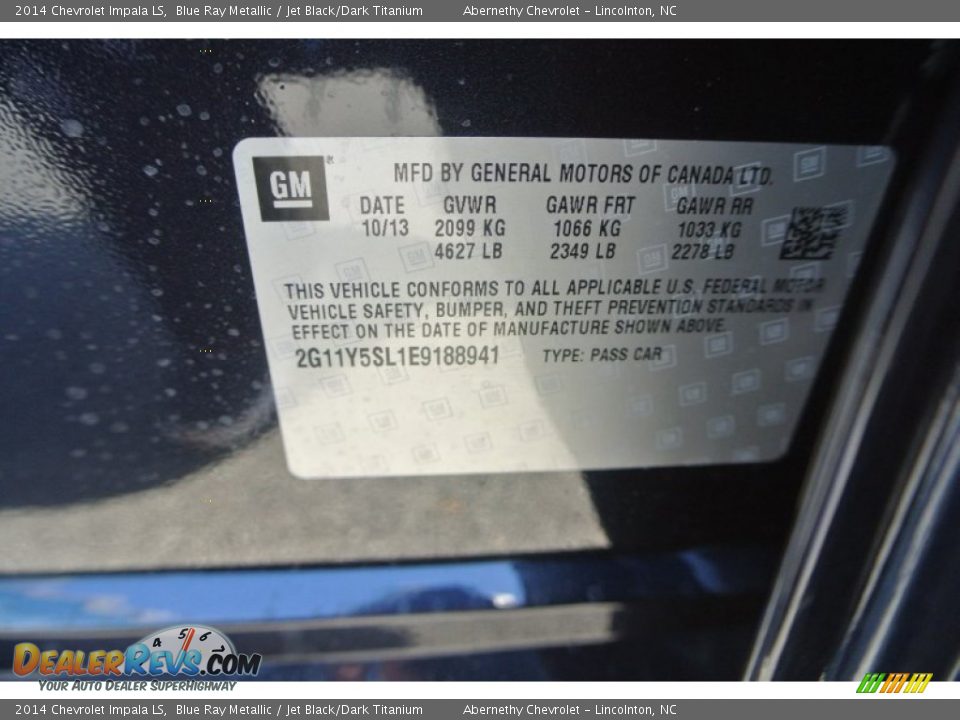 2014 Chevrolet Impala LS, Blue Ray Metallic / Jet Black/Dark Titanium Abernethy Chevrolet - Lincolnton, NC
GM ®
MFD BY GENERAL MOTORS OF CANADA LTD.
DATE GVWR GAWR FRT GAWR RR
10/13 2099 KG 1066 KG 1033 KG
4627 LB 2349 LB 2278 LB
THIS VEHICLE CONFORMS TO ALL APPLICABLE U.S. FEDERAL MOTOR
VEHICLE SAFETY, BUMPER, AND THEFT PREVENTION STANDARDS IN
EFFECT ON THE DATE OF MANUFACTURE SHOWN ABOVE.
2G11Y5SL1E9188941 TYPE: PASS CAR
4 5 6
DEALERREVS.COM
YOUR AUTO DEALER SUPERHIGHWAY
2014 Chevrolet Impala LS, Blue Ray Metallic / Jet Black/Dark Titanium Abernethy Chevrolet - Lincolnton, NC